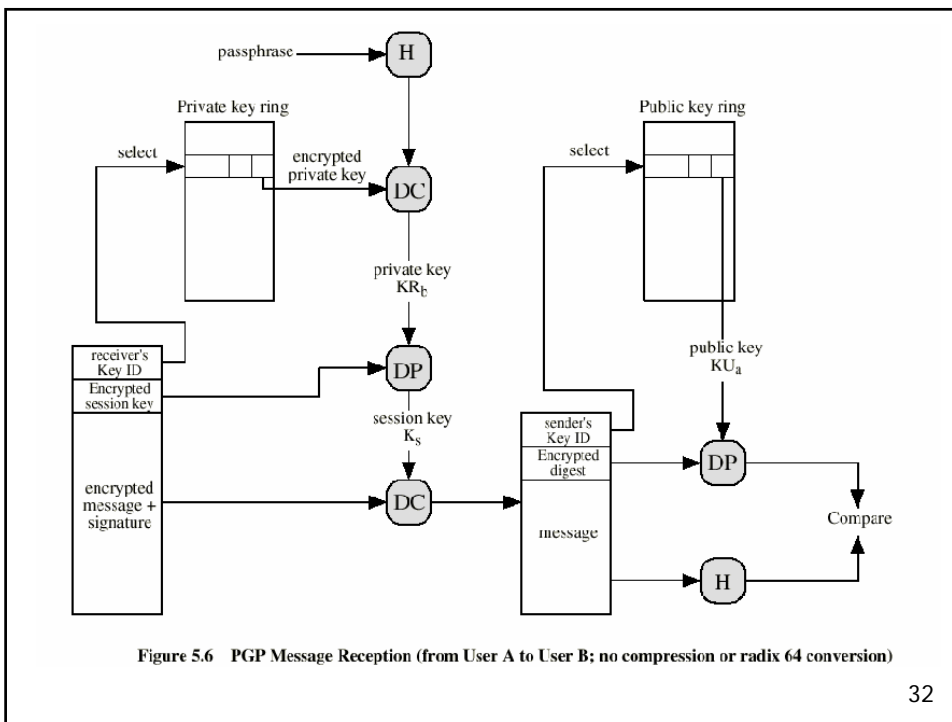 passphrase
H
Private key ring
Public key ring
select
encrypted
private key
select
DC
private key
KRb
public key
KUa
receiver's
Key ID
Encrypted
session key
DP
session key
Ks
sender's
Key ID
Encrypted
digest
DP
encrypted
message +
signature
DC
message
Compare
H
Figure 5.6 PGP Message Reception (from User A to User B; no compression or radix 64 conversion)
32